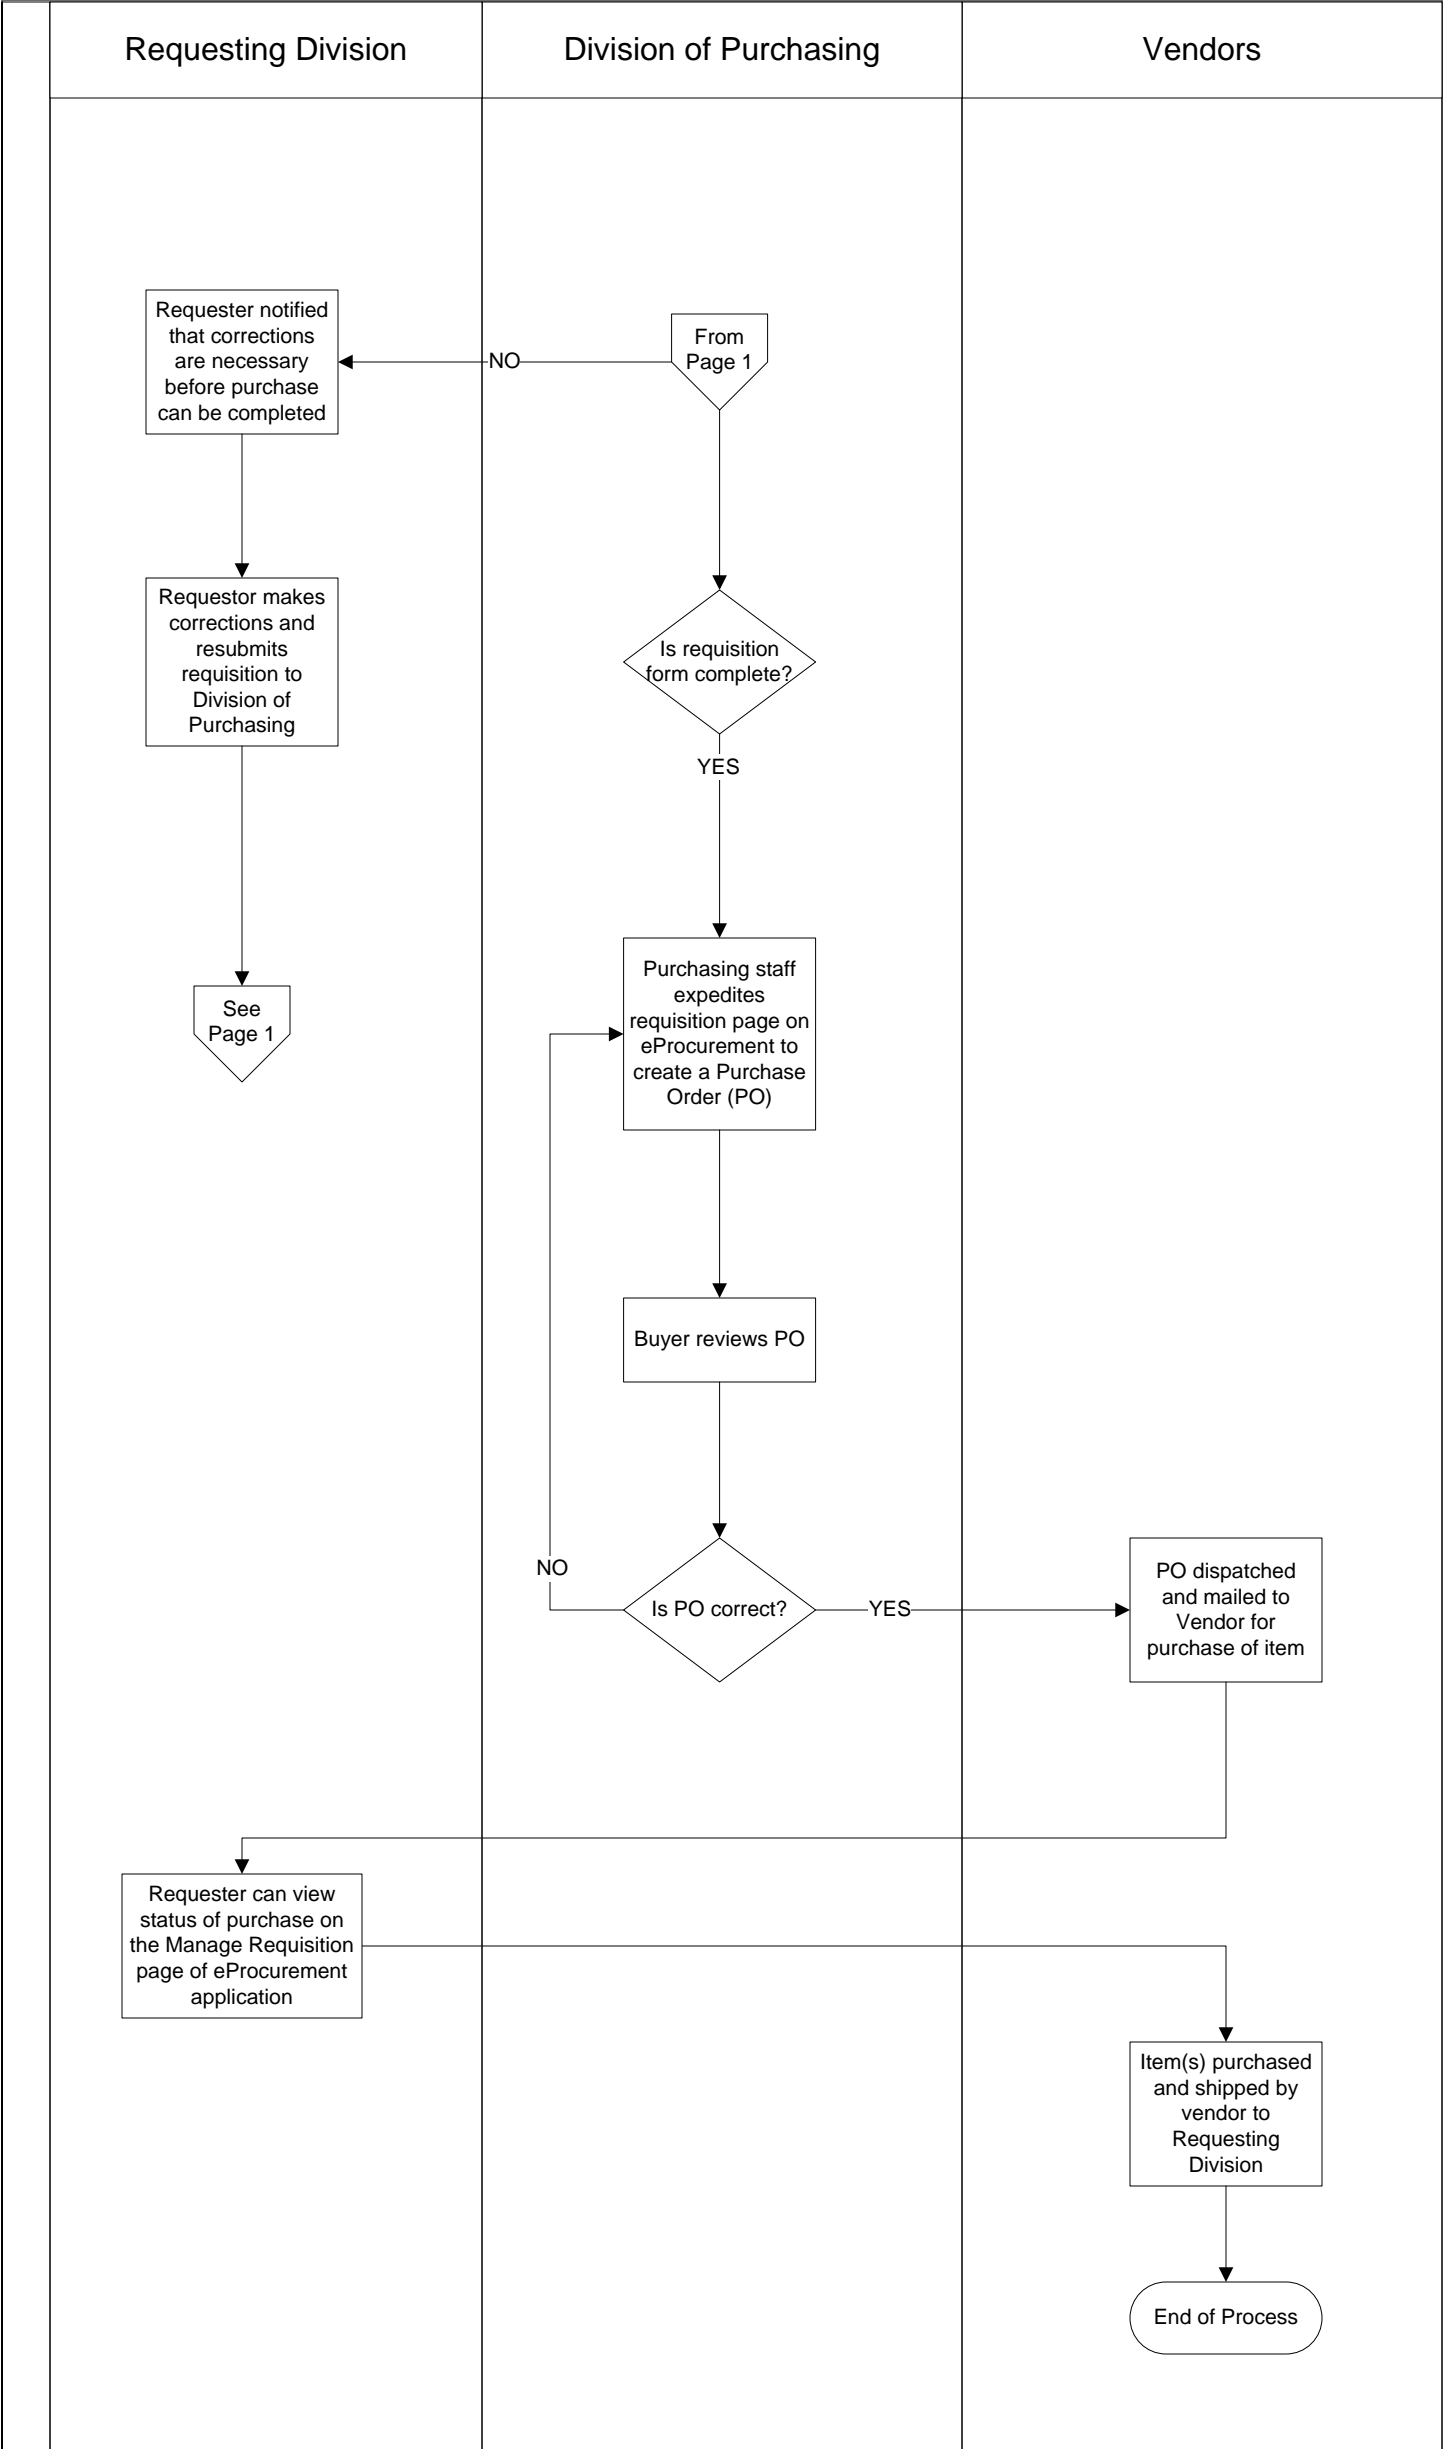 Requesting Division
Division of Purchasing
Vendors
Requester notified
that corrections
are necessary
before purchase
can be completed
NO
From
Page 1
Requestor makes
corrections and
resubmits
requisition to
Division of
Purchasing
Is requisition
form complete?
YES
See
Page 1
Purchasing staff
expedites
requisition page on
eProcurement to
create a Purchase
Order (PO)
Buyer reviews PO
NO
Is PO correct?
YES
PO dispatched
and mailed to
Vendor for
purchase of item
Requester can view
status of purchase on
the Manage Requisition
page of eProcurement
application
Item(s) purchased
and shipped by
vendor to
Requesting
Division
End of Process